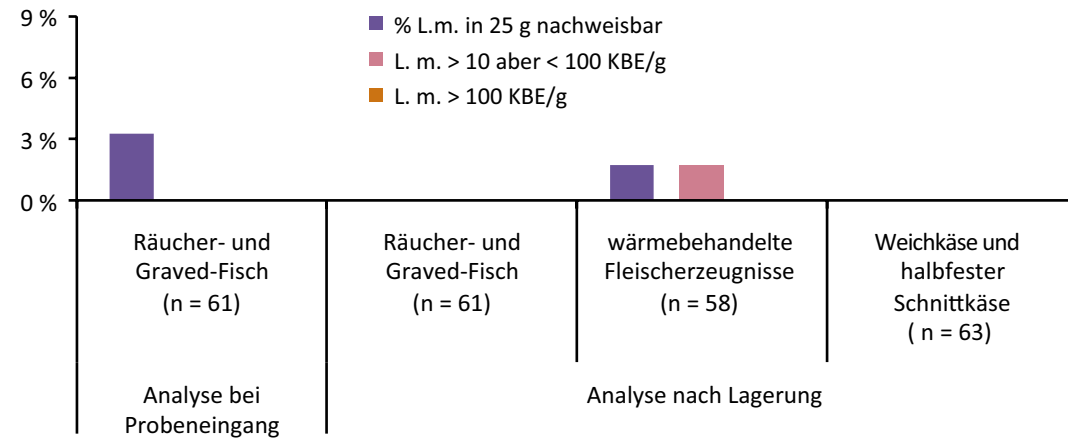 9 %
6 %
3 %
0 %
% L.m. in 25 g nachweisbar
L. m. > 10 aber < 100 KBE/g
L. m. > 100 KBE/g
Räucher- und
Graved-Fisch
(n = 61)
Räucher- und
Graved-Fisch
(n = 61)
wärmebehandelte
Fleischerzeugnisse
(n = 58)
Weichkäse und
halbfester
Schnittkäse
( n = 63)
Analyse bei
Probeneingang
Analyse nach Lagerung